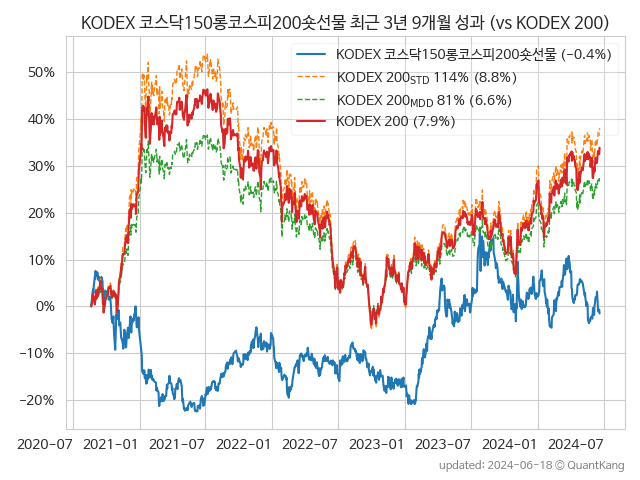 KODEX 코스닥150롱코스피200숏선물 최근 3년 9개월 성과 (vs KODEX 200)
KODEX 코스닥150롱코스피200숏선물 (−0.4%)
KODEX 200STD 114% (8.8%)
KODEX 200MDD 81% (6.6%)
KODEX 200 (7.9%)
50%
40%
30%
20%
10%
0%
−10%
−20%
2020-07 2021-01 2021-07 2022-01 2022-07 2023-01 2023-07 2024-01 2024-07
updated: 2024-06-18 © QuantKang